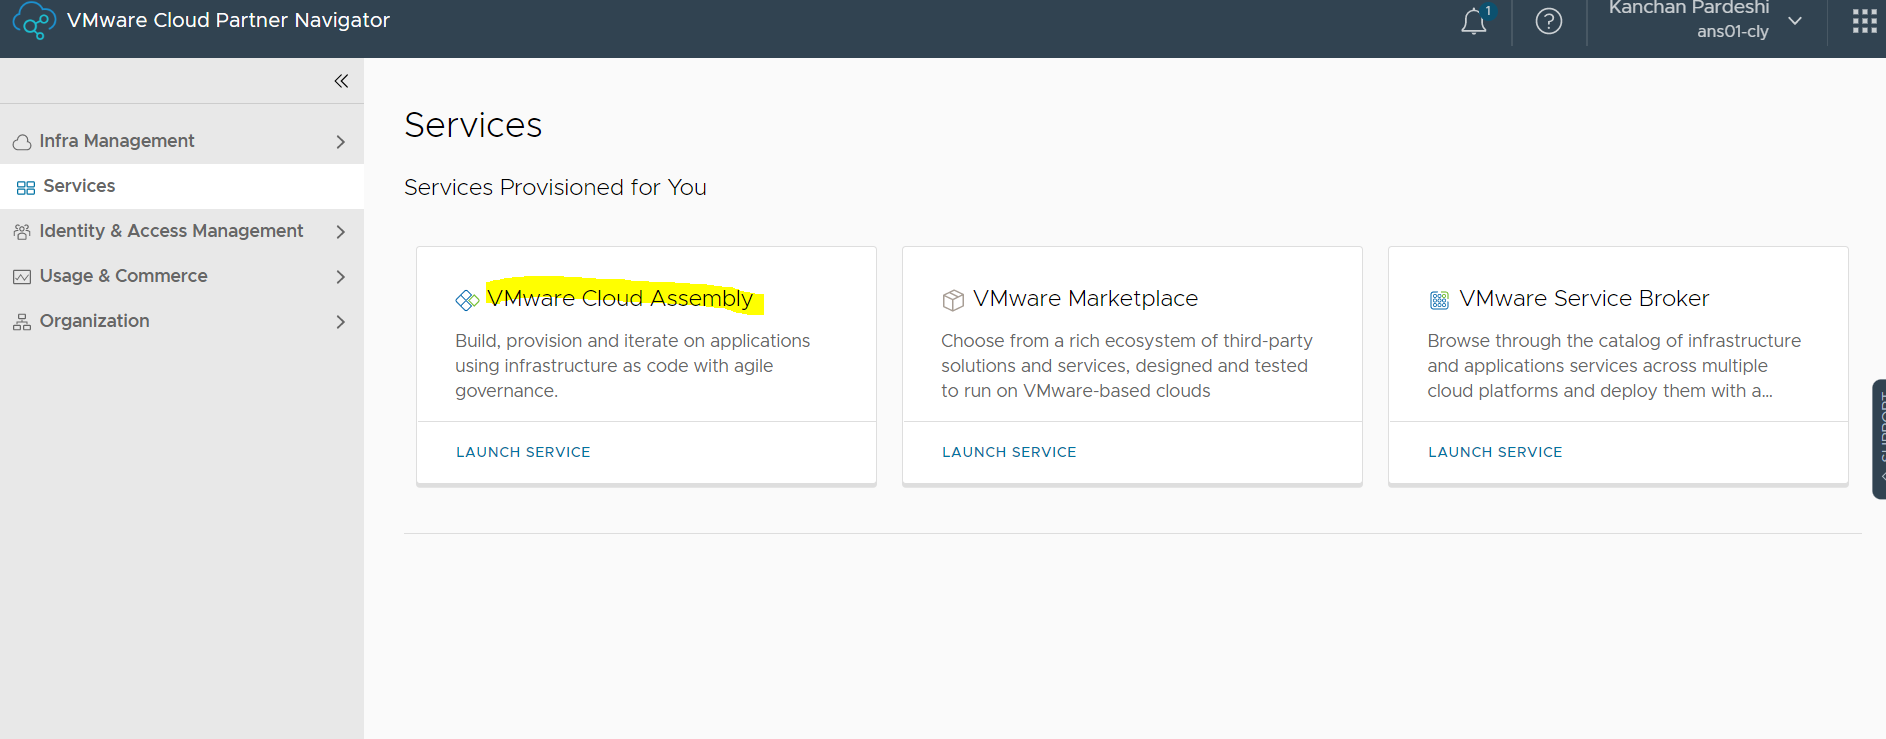 VMware Cloud Partner Navigator
1
?
Kanchan Pardeshi
ans01-cly
Infra Management
Services
Identity & Access Management
Usage & Commerce
Organization
Services
Services Provisioned for You
VMware Cloud Assembly
Build, provision and iterate on applications
using infrastructure as code with agile
governance.
LAUNCH SERVICE
VMware Marketplace
Choose from a rich ecosystem of third-party
solutions and services, designed and tested
to run on VMware-based clouds
LAUNCH SERVICE
VMware Service Broker
Browse through the catalog of infrastructure
and applications services across multiple
cloud platforms and deploy them with a...
LAUNCH SERVICE
SUPPORT